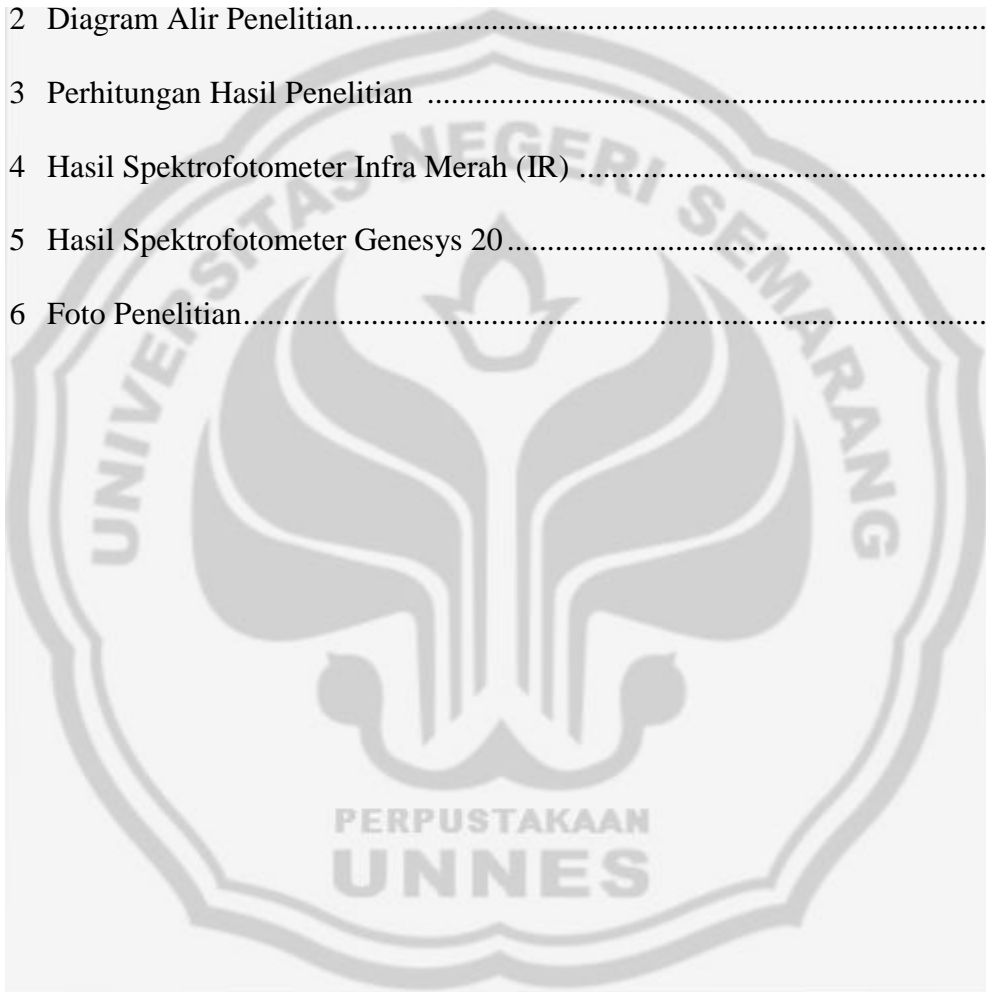 2 Diagram Alir Penelitian...............................................................................
3 Perhitungan Hasil Penelitian ......................................................................
4 Hasil Spektrofotometer Infra Merah (IR) ...................................................
5 Hasil Spektrofotometer Genesys 20............................................................
6 Foto Penelitian.............................................................................................
UNIVERSITAS NEGERI SEMARANG
PERPUSTAKAAN
UNNES